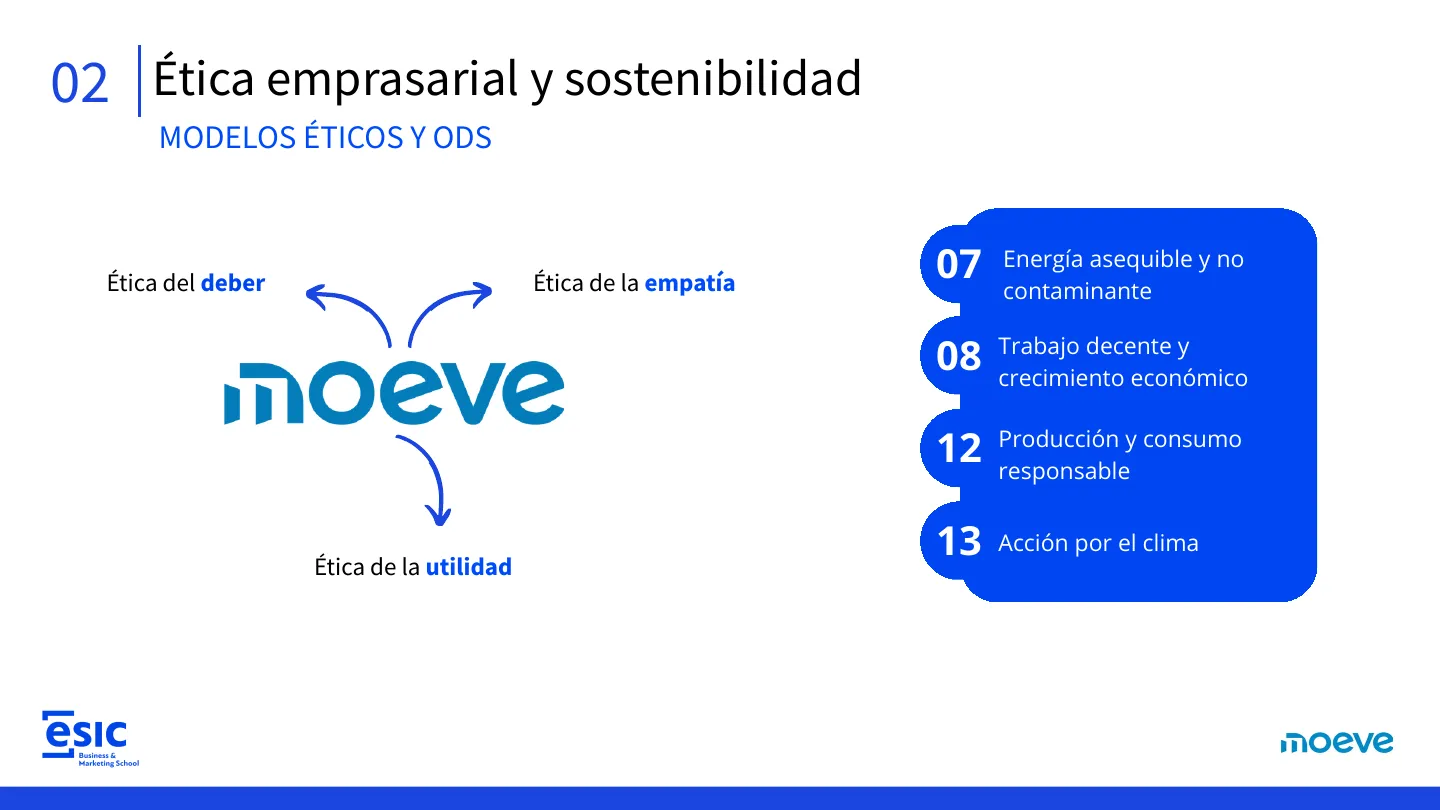 02
Ética emprasarial y sostenibilidad
MODELOS ÉTICOS Y ODS
Ética del deber
Ética de la empatía
moeve
Ética de la utilidad
07
Energía asequible y no
contaminante
08
Trabajo decente y
crecimiento económico
12
Producción y consumo
responsable
13
Acción por el clima
esic
Business &
Marketing School
moeve